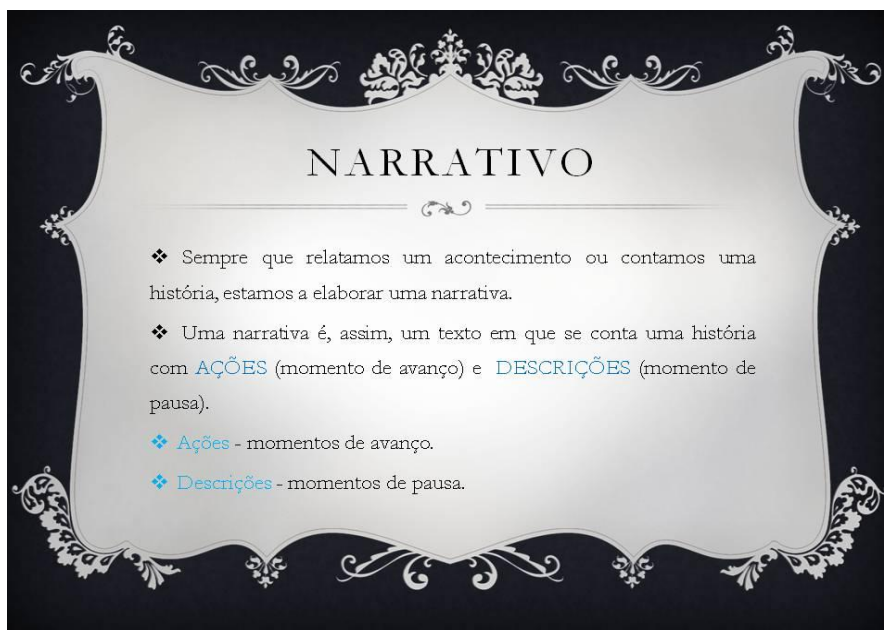 NARRATIVO
❖ Sempre que relatamos um acontecimento ou contamos uma
história, estamos a elaborar uma narrativa.
❖ Uma narrativa é, assim, um texto em que se conta uma história
com AÇÕES (momento de avanço) e DESCRIÇÕES (momento de
pausa).
❖ Ações - momentos de avanço.
❖ Descrições - momentos de pausa.